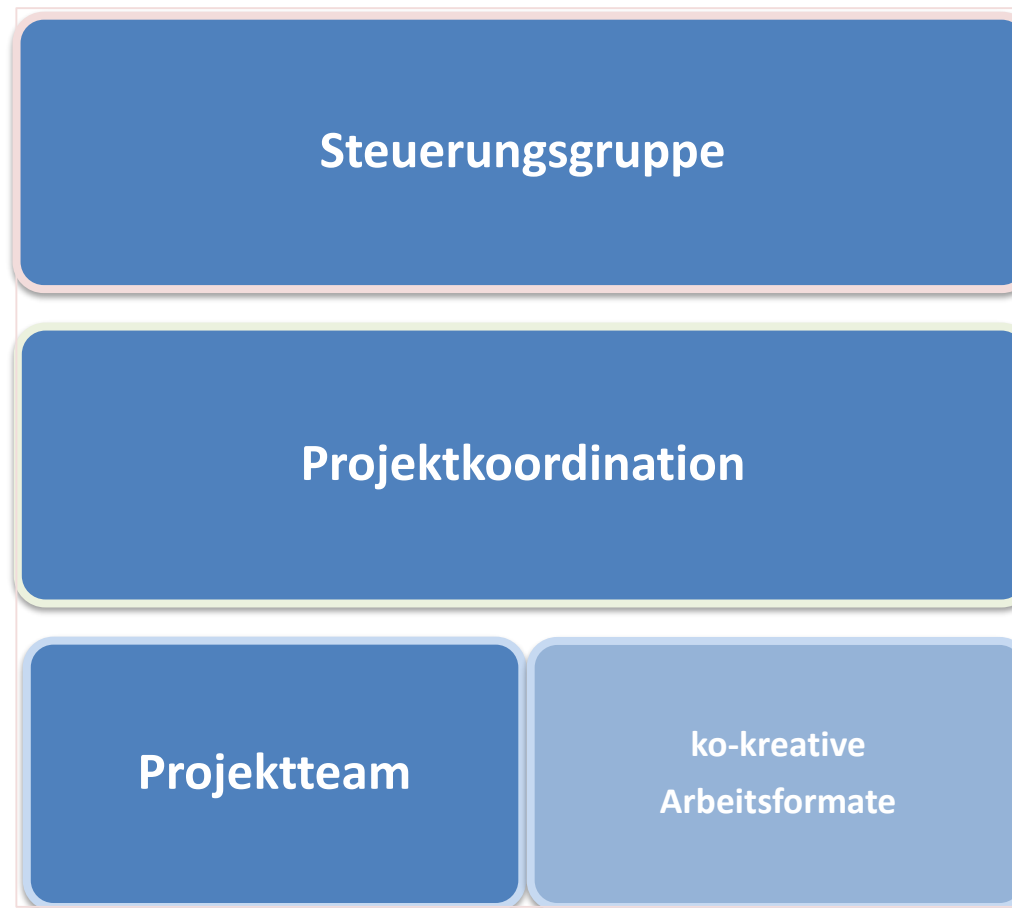 Steuerungsgruppe
Projektkoordination
Projektteam
ko-kreative
Arbeitsformate